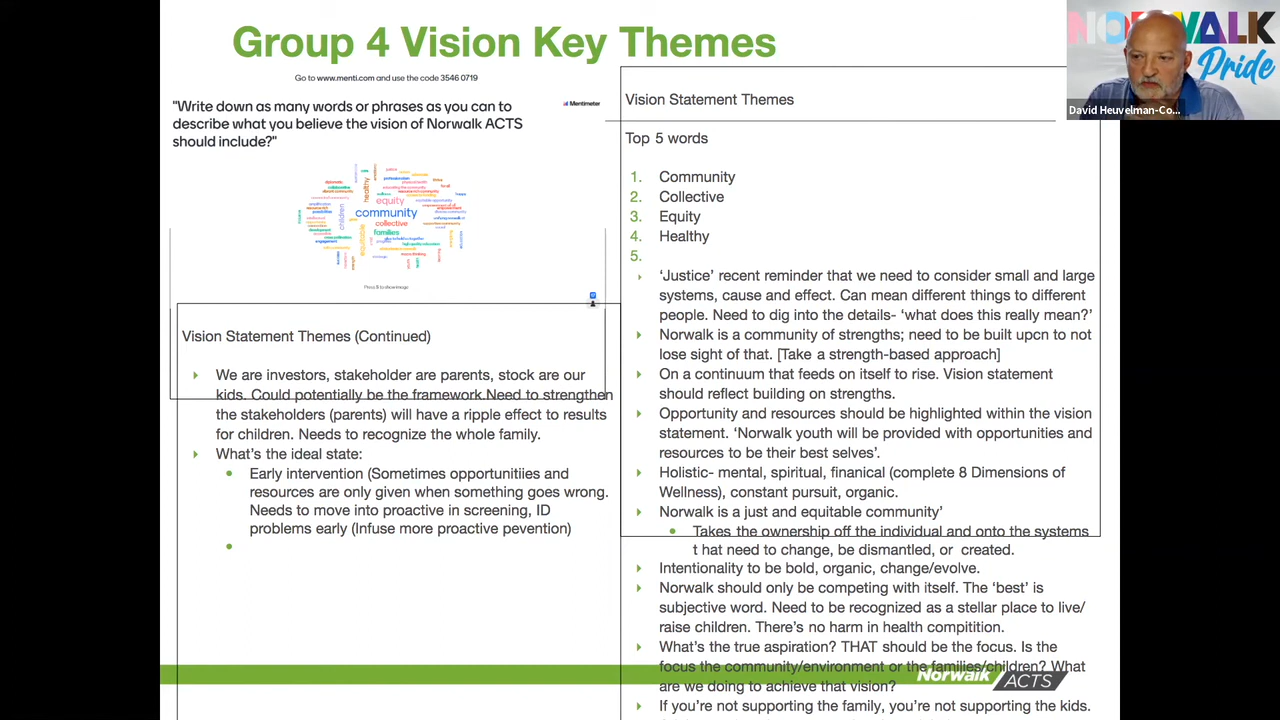 Group 4 Vision Key Themes
Go to www.menti.com and use the code 3546 0719
"Write down as many words or phrases as you can to
describe what you believe the vision of Norwalk ACTS
should include?"
Mentimeter
healthy
equity
children
community
collective
families
equitable
Vision Statement Themes (Continued)
We are investors, stakeholder are parents, stock are our
kids. Could potentially be the framework.Need to strengthen
the stakeholders (parents) will have a ripple effect to results
for children. Needs to recognize the whole family.
What's the ideal state:
Early intervention (Sometimes opportunitiies and
resources are only given when something goes wrong.
Needs to move into proactive in screening, ID
problems early (Infuse more proactive pevention)
Vision Statement Themes
Top 5 words
1. Community
2. Collective
3. Equity
4. Healthy
5.
'Justice' recent reminder that we need to consider small and large
systems, cause and effect. Can mean different things to different
people. Need to dig into the details- 'what does this really mean?'
Norwalk is a community of strengths; need to be built upcn to not
lose sight of that. [Take a strength-based approach]
On a continuum that feeds on itself to rise. Vision statement
should reflect building on strengths.
Opportunity and resources should be highlighted within the vision
statement. 'Norwalk youth will be provided with opportunities and
resources to be their best selves'.
Holistic- mental, spiritual, finanical (complete 8 Dimensions of
Wellness), constant pursuit, organic.
Norwalk is a just and equitable community'
Takes the ownership off the individual and onto the systems
t hat need to change, be dismantled, or created.
Intentionality to be bold, organic, change/evolve.
Norwalk should only be competing with itself. The 'best' is
subjective word. Need to be recognized as a stellar place to live/
raise children. There's no harm in health compitition.
What's the true aspiration? THAT should be the focus. Is the
focus the community/environment or the families/children? What
are we doing to achieve that vision?
If you're not supporting the family, you're not supporting the kids.
Norwalk ACTS
Pride
David Heuvelman-Co...